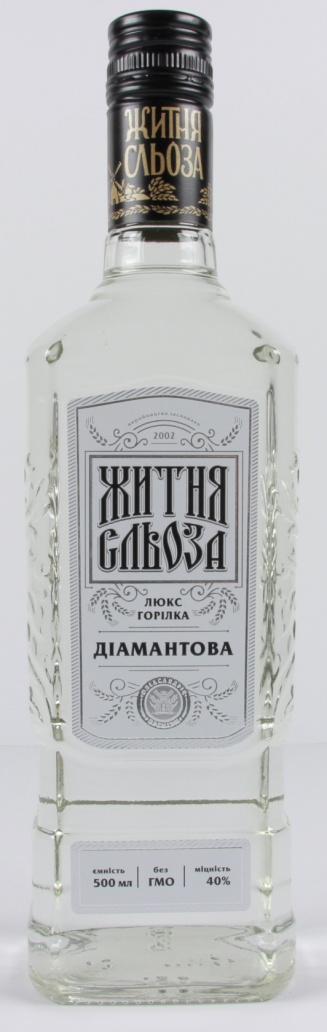 ЖИТНЯ
СЛЬОЗА
2002
ЖИТНЯ
СЛЬОЗА
ЛЮКС
ГОРІЛКА
ДІАМАНТОВА
ємність без міцність
500 мл ГМО 40%